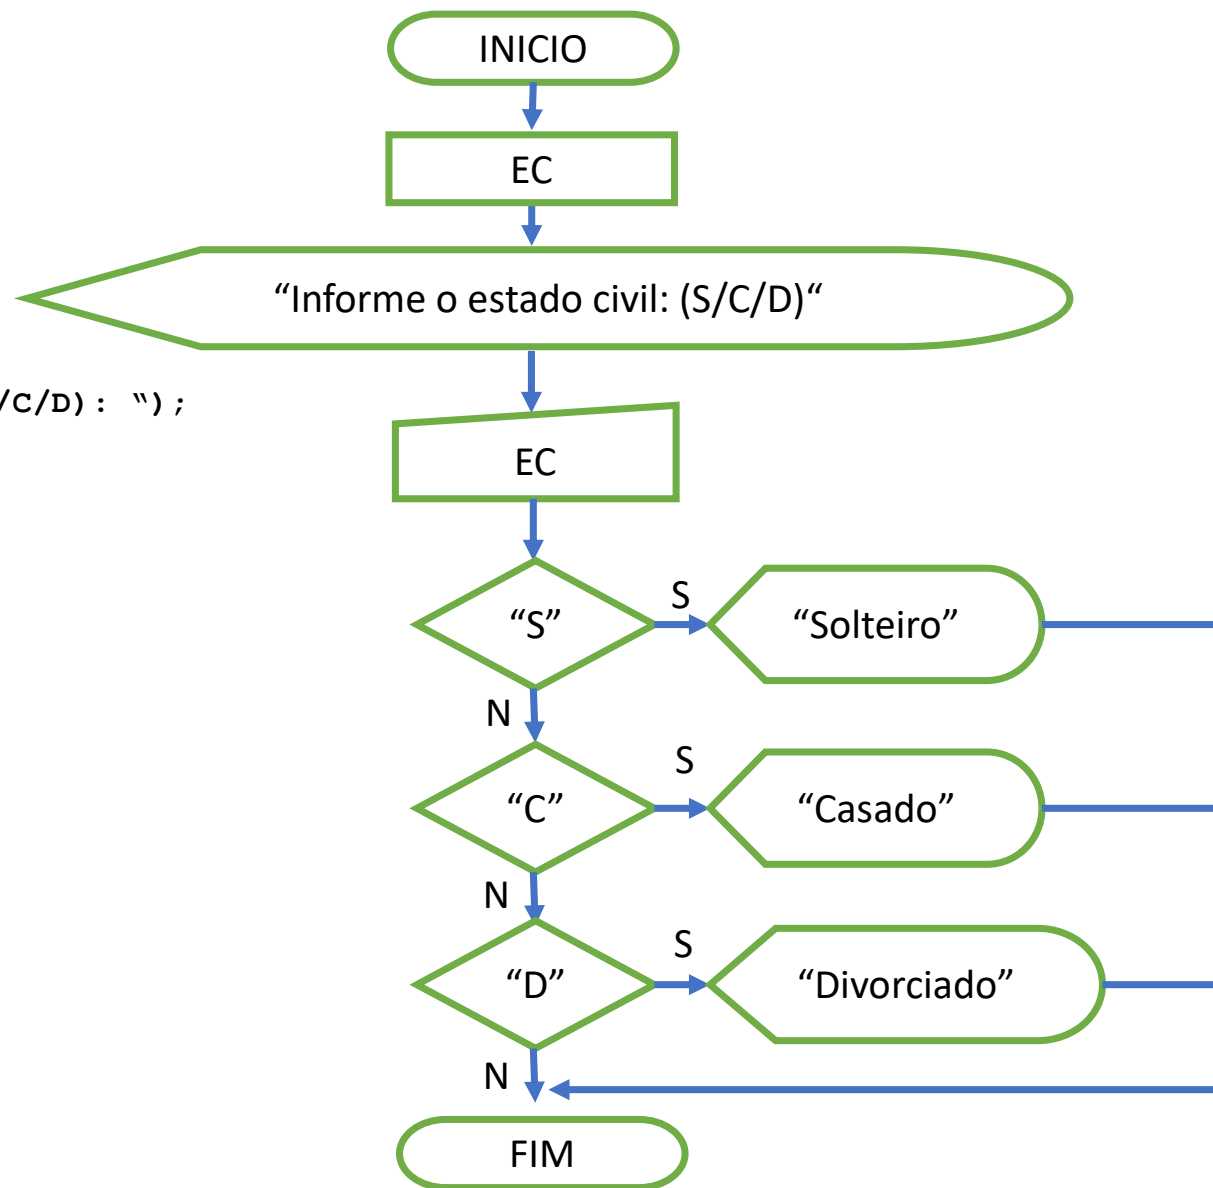 INICIO
EC
“Informe o estado civil: (S/C/D)“
/C/D): “);
EC
“S”
S
“Solteiro”
N
“C”
S
“Casado”
N
“D”
S
“Divorciado”
N
FIM